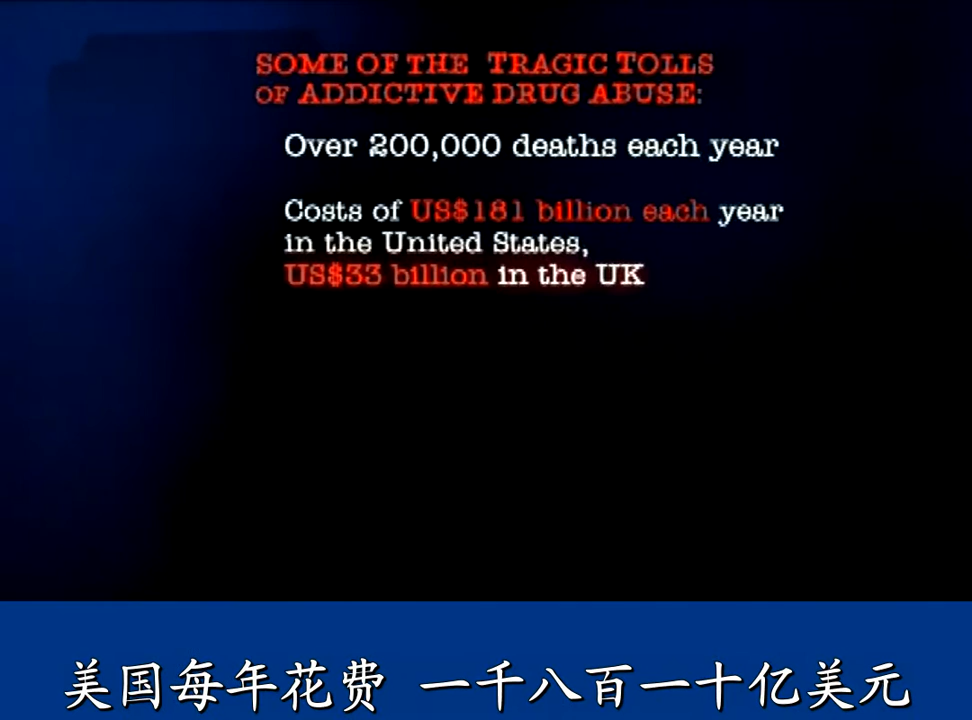 SOME OF THE TRAGIC TOLLS
OF ADDICTIVE DRUG ABUSE:
Over 200,000 deaths each year
Costs of US$181 billion each year
in the United States,
US$33 billion in the UK
美国每年花费 一千八百一十亿美元